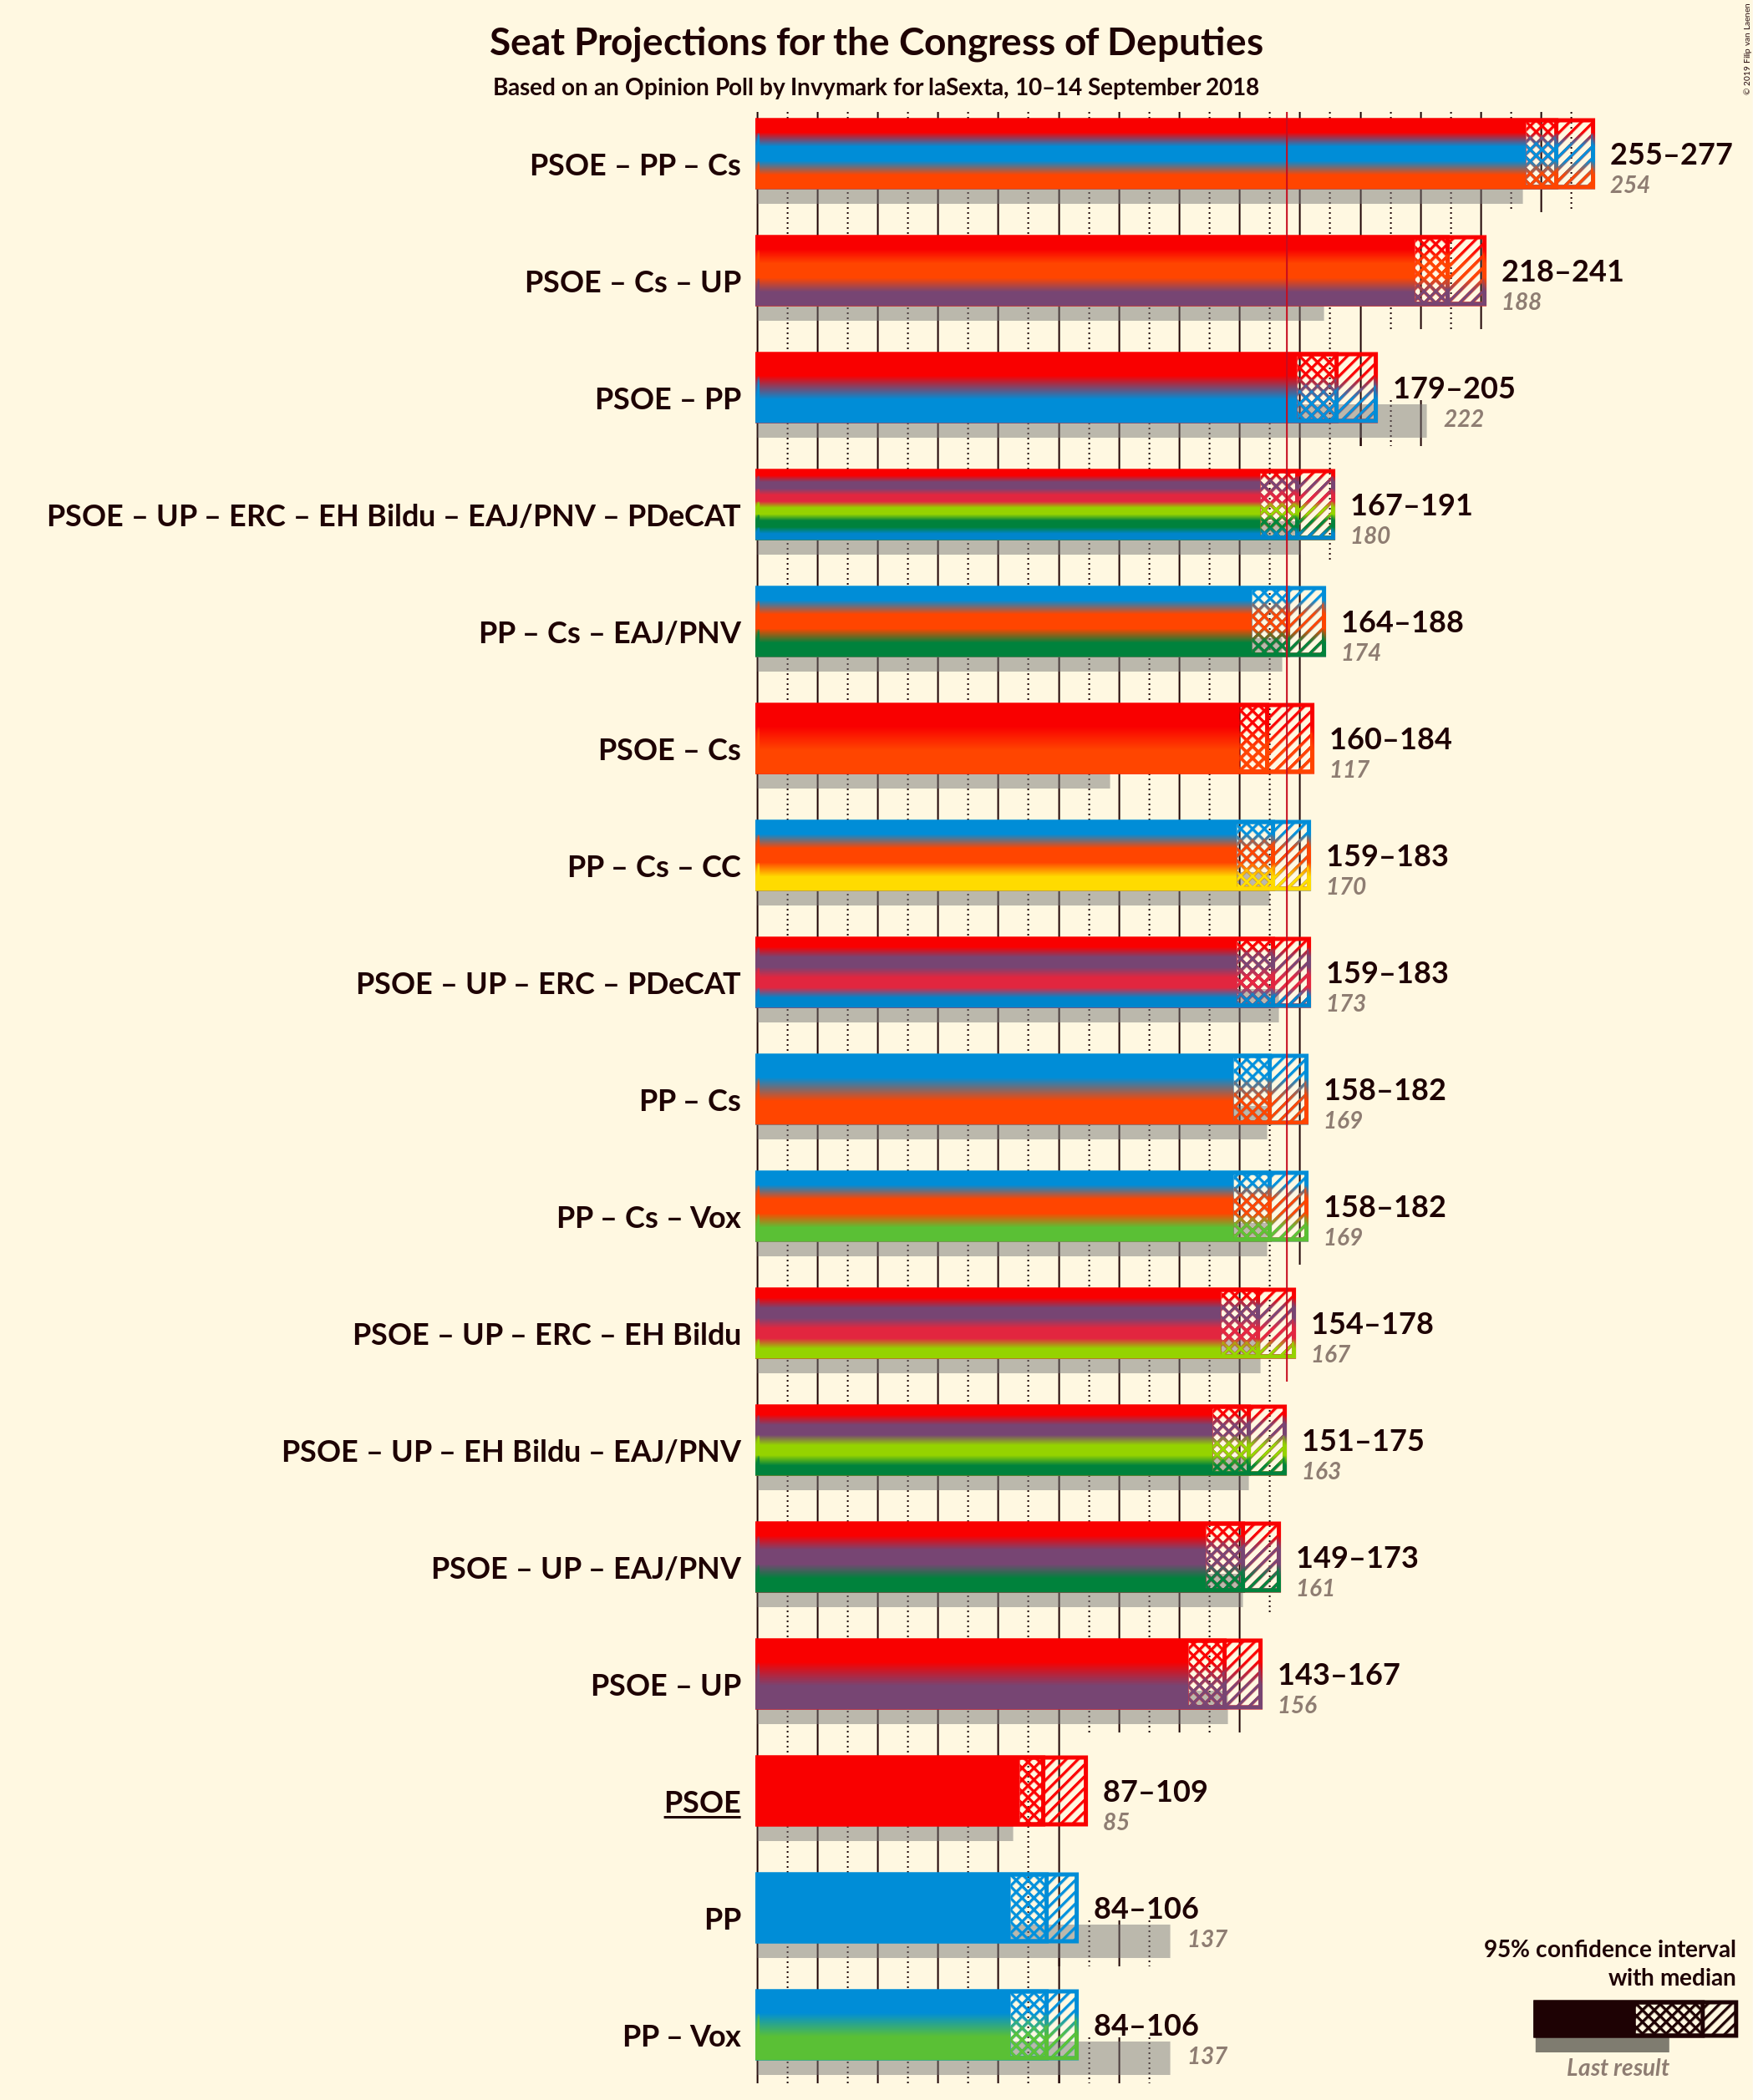 Seat Projections for the Congress of Deputies
Based on an Opinion Poll by Invymark for laSexta, 10–14 September 2018
© 2019 Filip van Laenen
PSOE – PP – Cs
255–277
254
PSOE – Cs – UP
218–241
188
PSOE – PP
179–205
222
PSOE – UP – ERC – EH Bildu – EAJ/PNV – PDeCAT
167–191
180
PP – Cs – EAJ/PNV
164–188
174
PSOE – Cs
160–184
117
PP – Cs – CC
159–183
170
PSOE – UP – ERC – PDeCAT
159–183
173
PP – Cs
158–182
169
PP – Cs – Vox
158–182
169
PSOE – UP – ERC – EH Bildu
154–178
167
PSOE – UP – EH Bildu – EAJ/PNV
151–175
163
PSOE – UP – EAJ/PNV
149–173
161
PSOE – UP
143–167
156
PSOE
87–109
85
PP
84–106
137
PP – Vox
84–106
137
95% confidence interval
with median
Last result